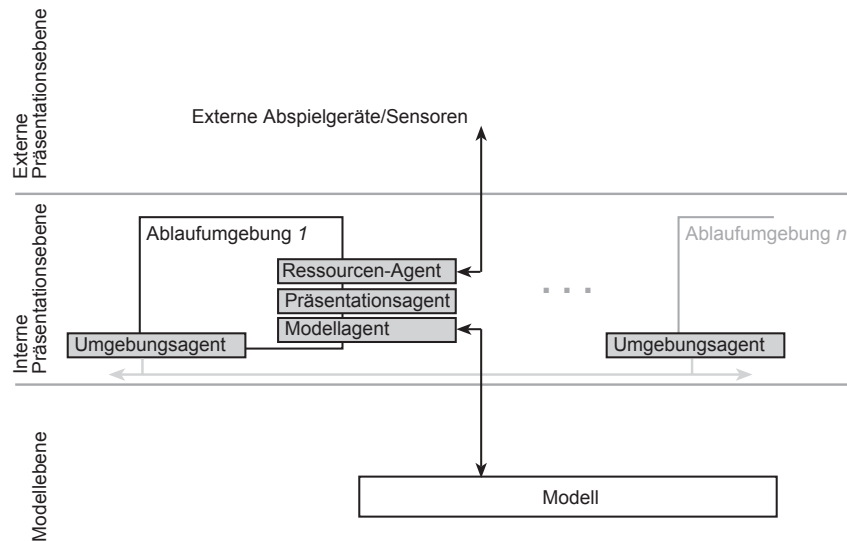 Externe
Präsentationsebene
Externe Abspielgeräte/Sensoren
Interne
Präsentationsebene
Ablaufumgebung 1
Ablaufumgebung n
Ressourcen-Agent
. . .
Präsentationsagent
Modellagent
Umgebungsagent
Umgebungsagent
Modellebene
Modell